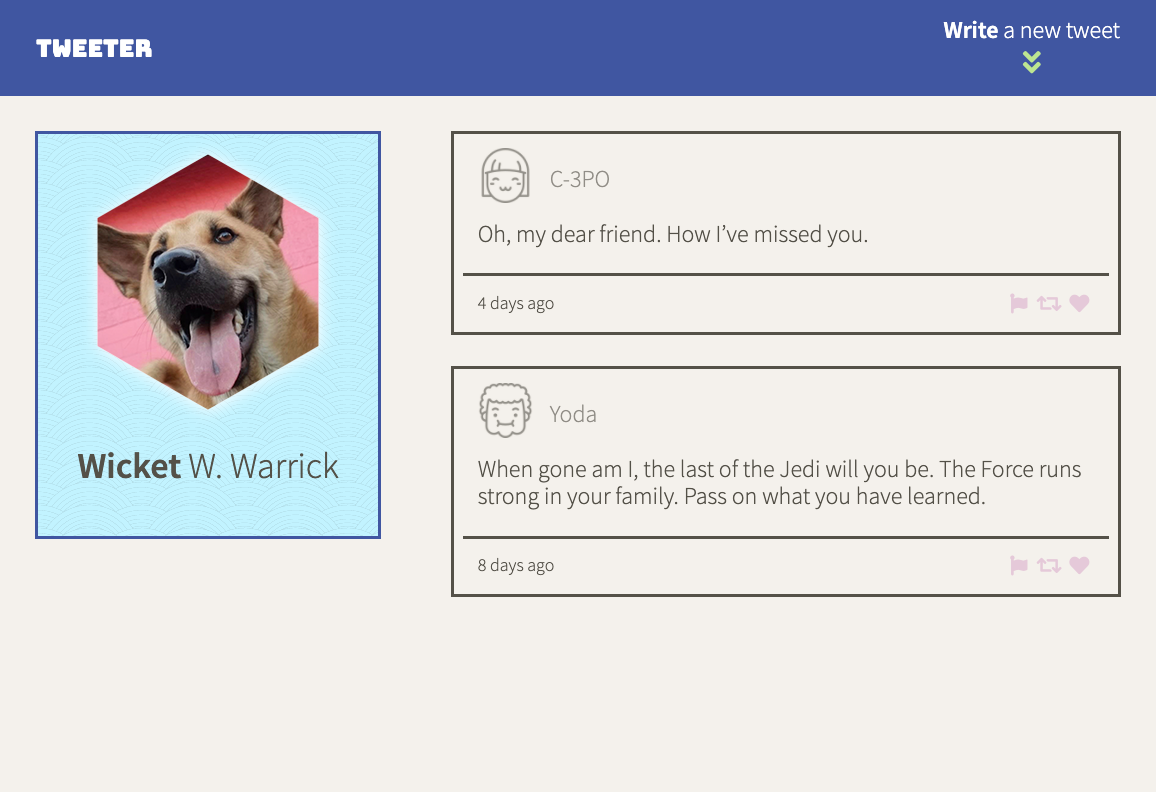 TWEETER
Write a new tweet
Wicket W. Warrick
C-3PO
Oh, my dear friend. How I’ve missed you.
4 days ago
Yoda
When gone am I, the last of the Jedi will you be. The Force runs
strong in your family. Pass on what you have learned.
8 days ago